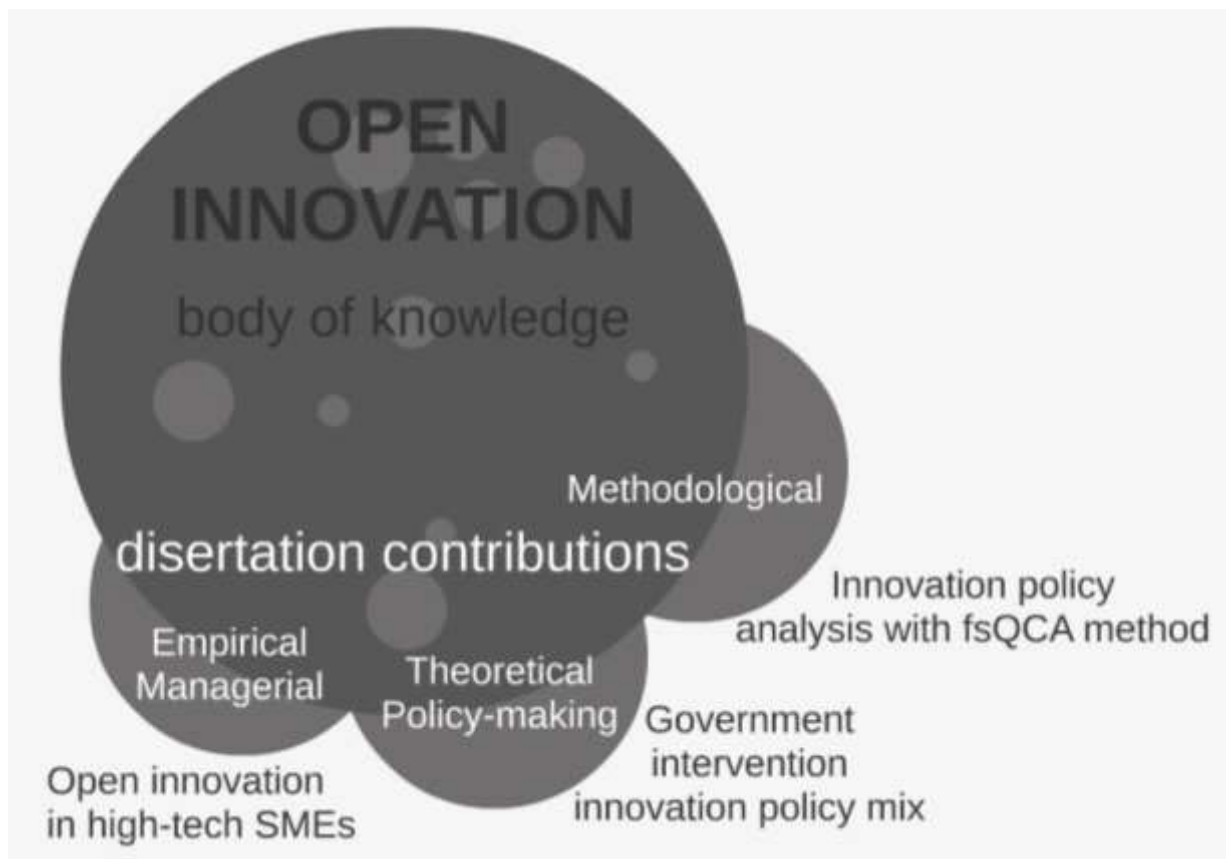 OPEN
INNOVATION
body of knowledge
Methodological
disertation contributions
Empirical
Managerial
Theoretical
Policy-making
Innovation policy
analysis with fsQCA method
Government
intervention
innovation policy mix
Open innovation
in high-tech SMEs